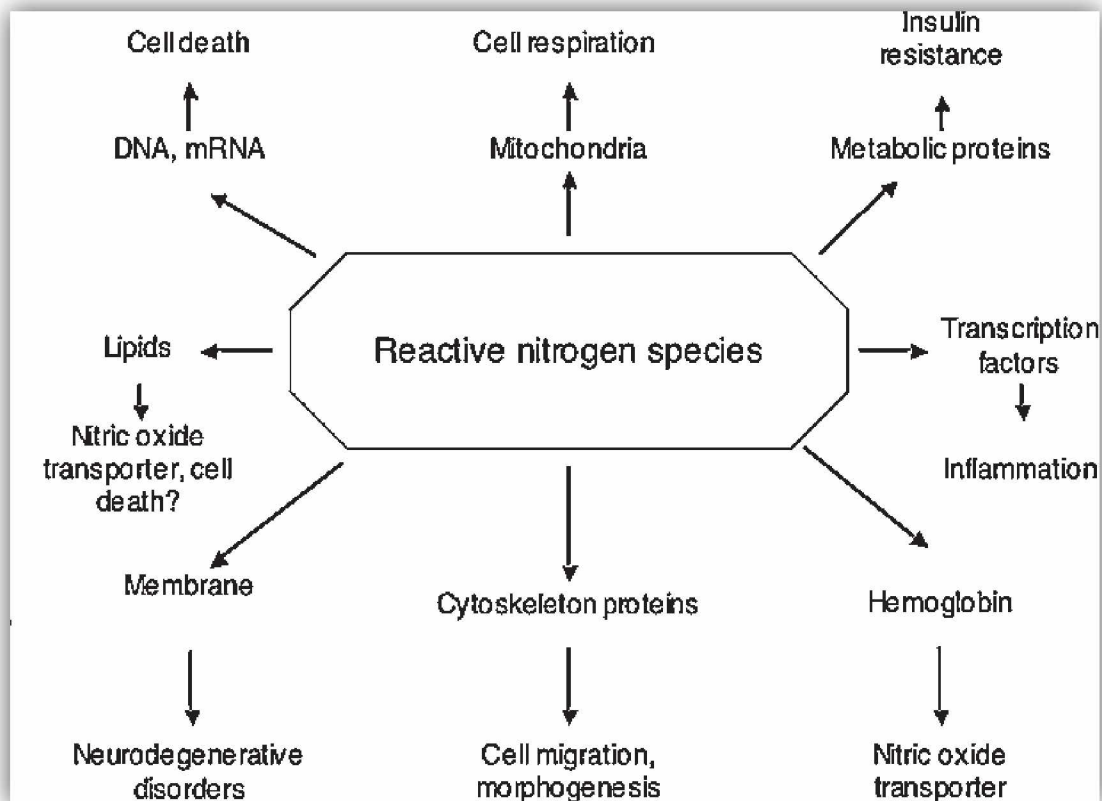 Cell death
Cell respiration
Insulin
resistance
DNA, mRNA
Mitochondria
Metabolic proteins
Lipids
Reactive nitrogen species
Transcription
factors
Nitric oxide
transporter, cell
death?
Inflammation
Membrane
Cytoskeleton proteins
Hemoglobin
Neurodegenerative
disorders
Cell migration,
morphogenesis
Nitric oxide
transporter